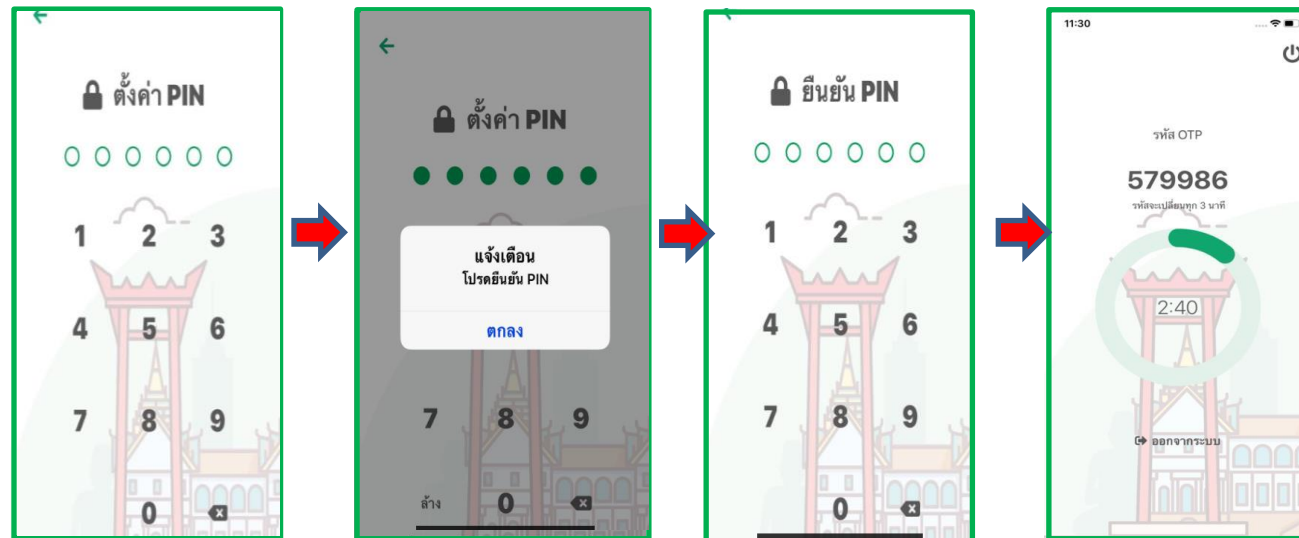 ตั้งค่า PIN
1 2 3
4 5 6
7 8 9
0
ตั้งค่า PIN
แจ้งเตือน
โปรดยืนยัน PIN
ตกลง
7 8 9
ล้าง 0
ยืนยัน PIN
1 2 3
4 5 6
7 8 9
0
11:30
รหัส OTP
579986
รหัสจะเปลี่ยนทุก 3 นาที
2:40
ออกจากระบบ